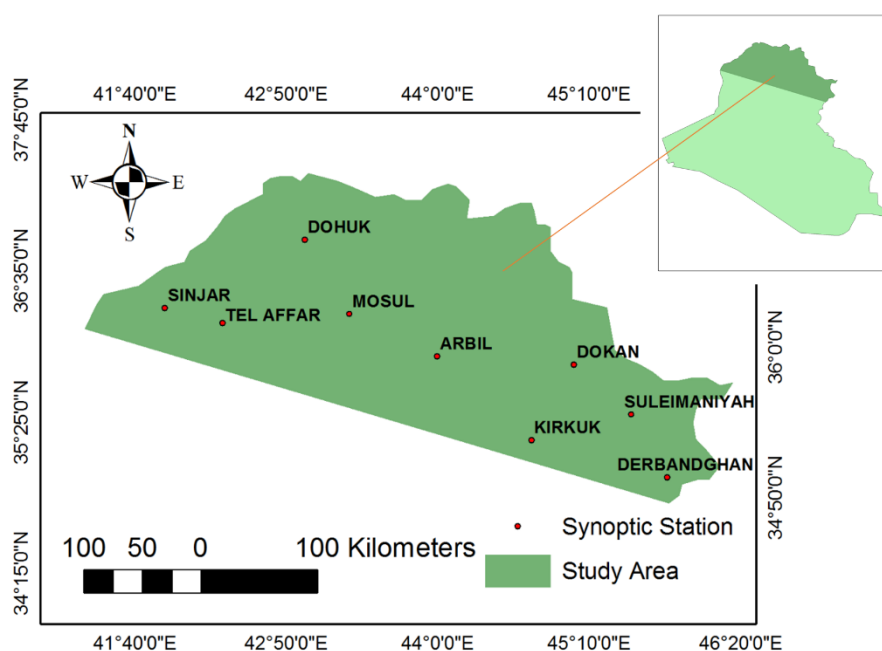 41°40'0"E 42°50'0"E 44°0'0"E 45°10'0"E
37°45'0"N
36°35'0"N
35°25'0"N
34°15'0"N
N
W E
S
DOHUK
SINJAR
TEL AFFAR
MOSUL
ARBIL
DOKAN
SULEIMANIYAH
KIRKUK
DERBANDGHAN
36°0'0"N
34°50'0"N
100 50 0 100 Kilometers
Synoptic Station
Study Area
41°40'0"E 42°50'0"E 44°0'0"E 45°10'0"E 46°20'0"E